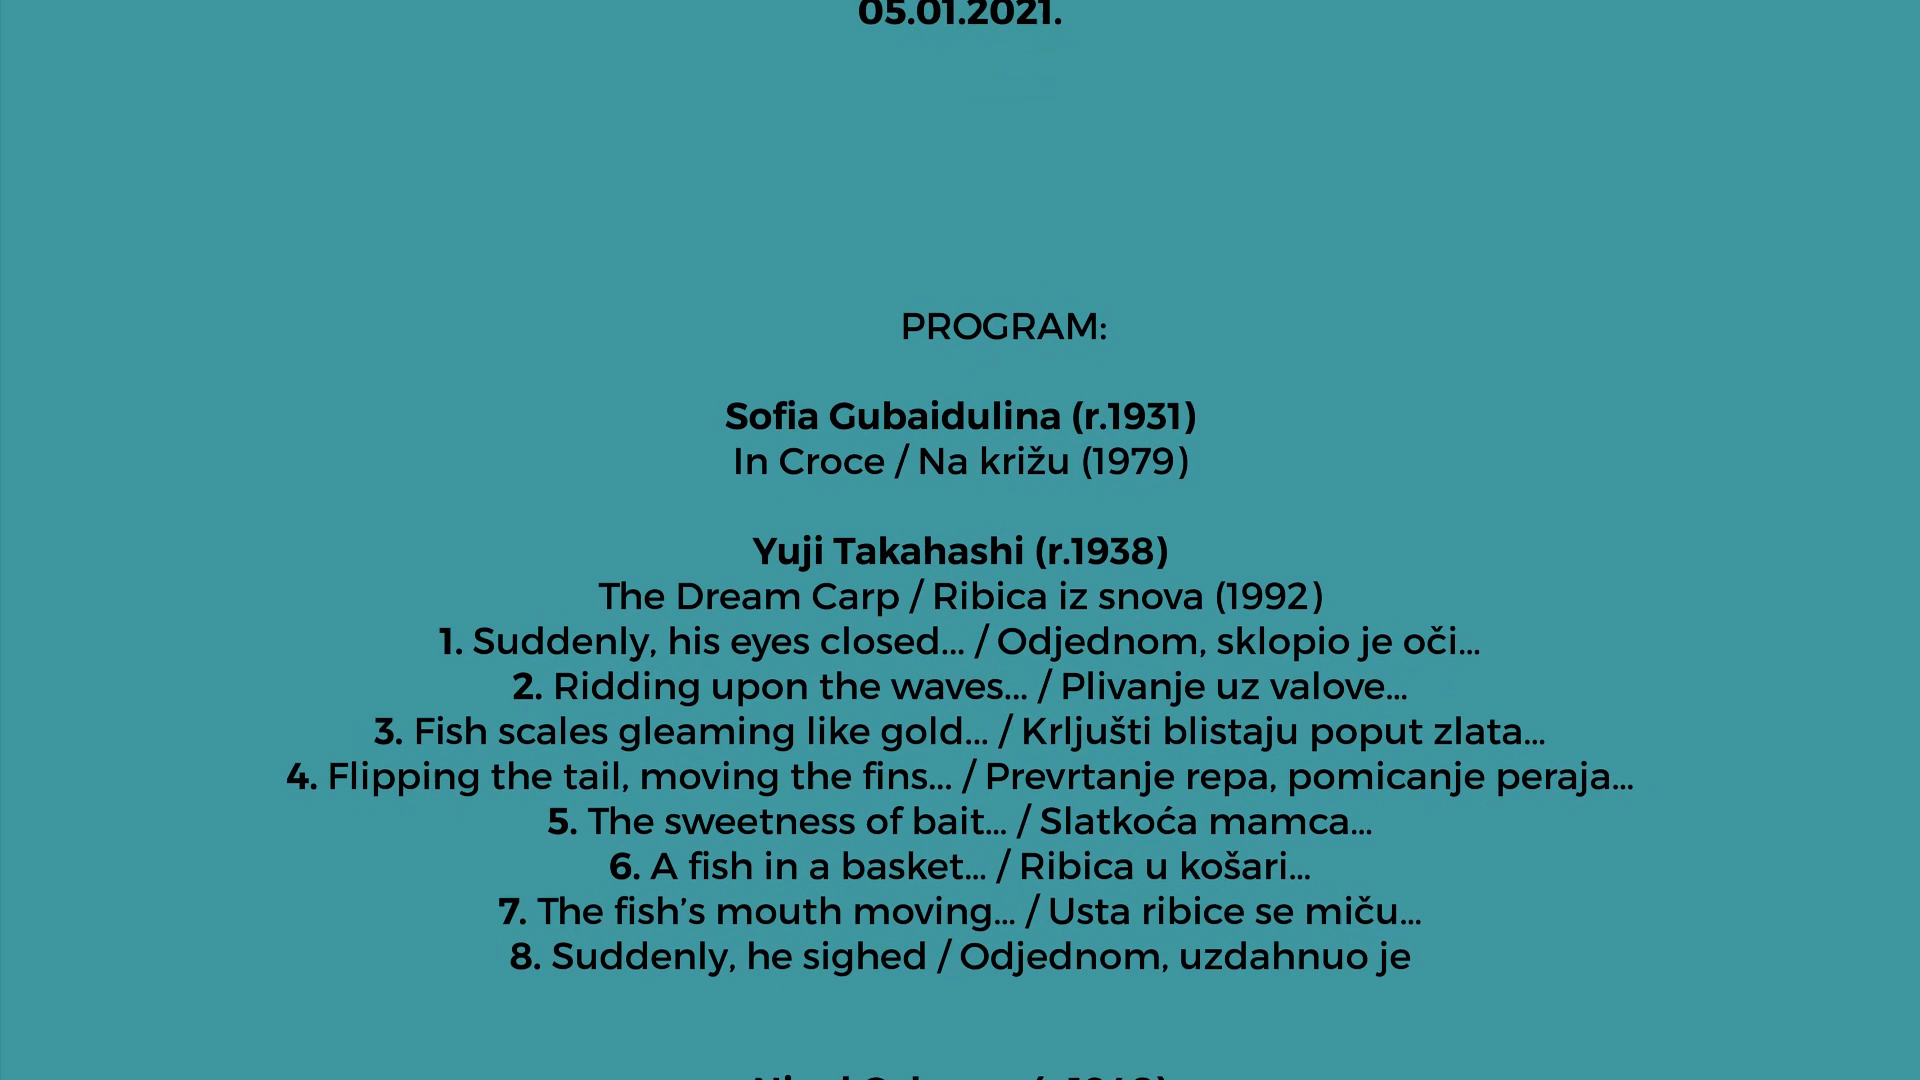 05.01.2021.
PROGRAM:
Sofia Gubaidulina (r.1931)
In Croce / Na križu (1979)
Yuji Takahashi (r.1938)
The Dream Carp / Ribica iz snova (1992)
1. Suddenly, his eyes closed... / Odjednom, sklopio je oči...
2. Ridding upon the waves... / Plivanje uz valove...
3. Fish scales gleaming like gold... / Krljušti blistaju poput zlata...
4. Flipping the tail, moving the fins... / Prevrtanje repa, pomicanje peraja...
5. The sweetness of bait... / Slatkoća mamca...
6. A fish in a basket... / Ribica u košari...
7. The fish’s mouth moving... / Usta ribice se miču...
8. Suddenly, he sighed / Odjednom, uzdahnuo je